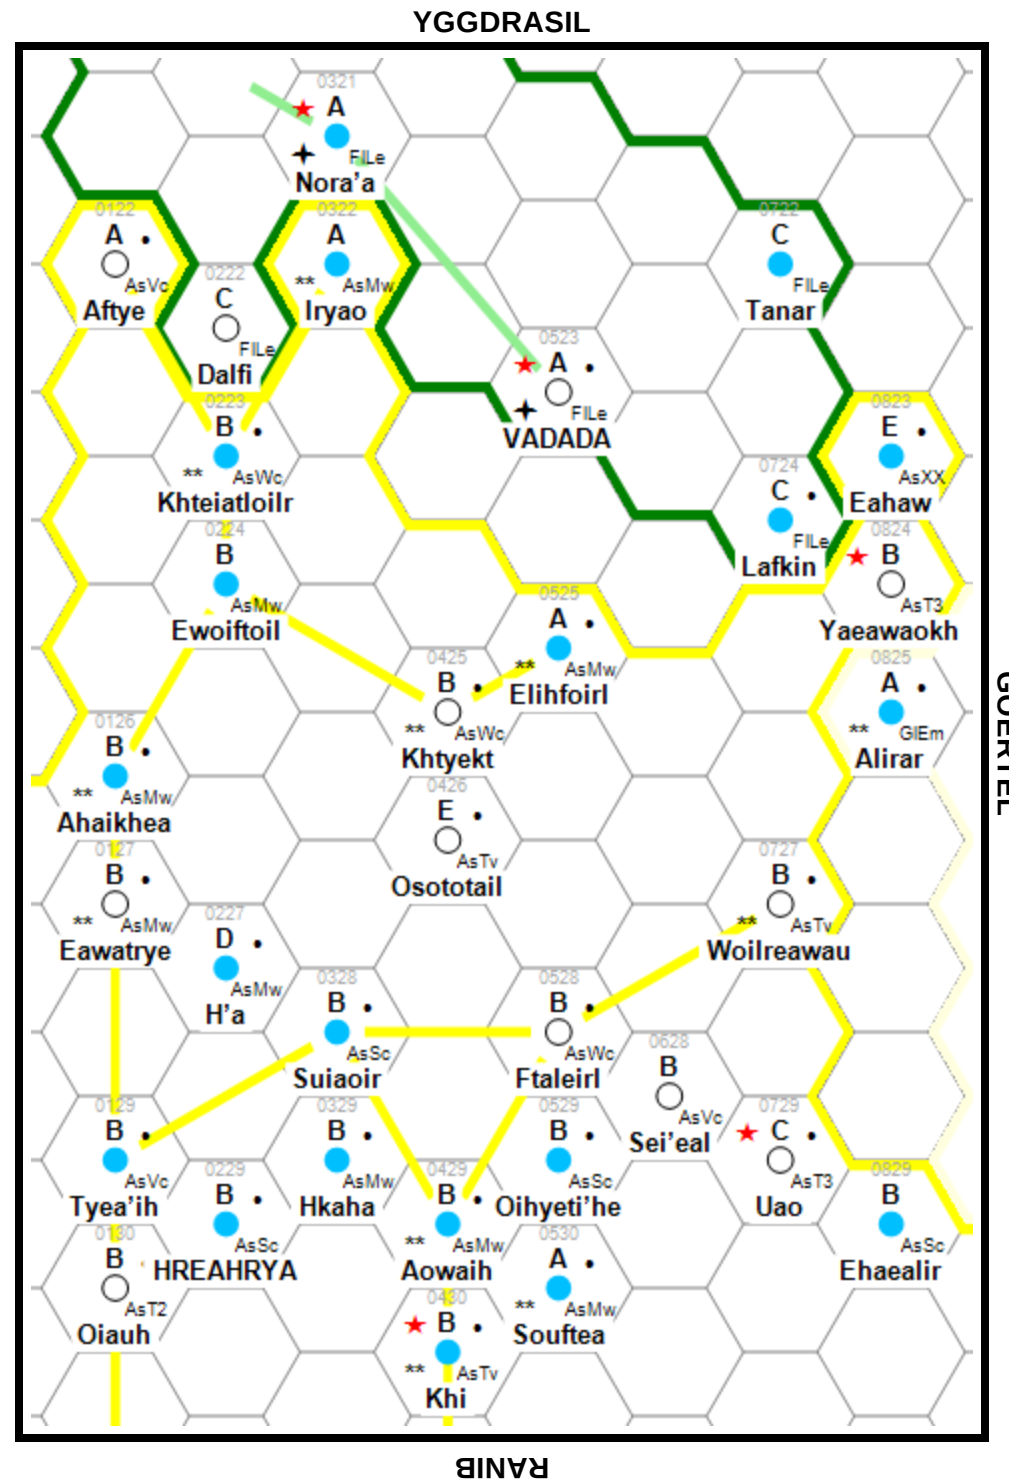 YGGDRASIL
0321
A
FlLe
Nora'a
0122
A
AsVc
Aftye
0322
A
** AsMw
Iryao
0722
C
FlLe
Tanar
0222
C
FlLe
Dalfi
0523
A
FlLe
VADADA
0223
B
** AsWc
Khteiatloilr
0823
E
AsXX
Eahaw
0724
C
FlLe
Lafkin
0224
B
AsMw
Ewoiftoil
0824
B
AsT3
Yaeawaokh
0525
A
** AsMw
Elihfoirl
0425
B
** AsWc
Khtyekt
0825
A
** GlEm
Alirar
GUERTEL
0126
B
** AsMw
Ahaikhea
0426
E
AsTv
Osototail
0127
B
** AsMw
Eawatrye
0727
B
** AsTv
Woilreawau
0227
D
AsMw
H'a
0328
B
AsSc
Suiaoir
0528
B
AsWc
Ftaleirl
0628
B
AsVc
Sei'eal
0129
B
AsVc
Tyea'ih
0329
B
AsMw
Hkaha
0529
B
AsSc
Oihyeti'he
0729
C
AsT3
Uao
0229
B
AsSc
HREAHRYA
0429
B
** AsMw
Aowaih
0829
B
AsSc
Ehaealir
0130
B
AsT2
Oiauh
0530
A
** AsMw
Souftea
0430
B
** AsTv
Khi
RANIB